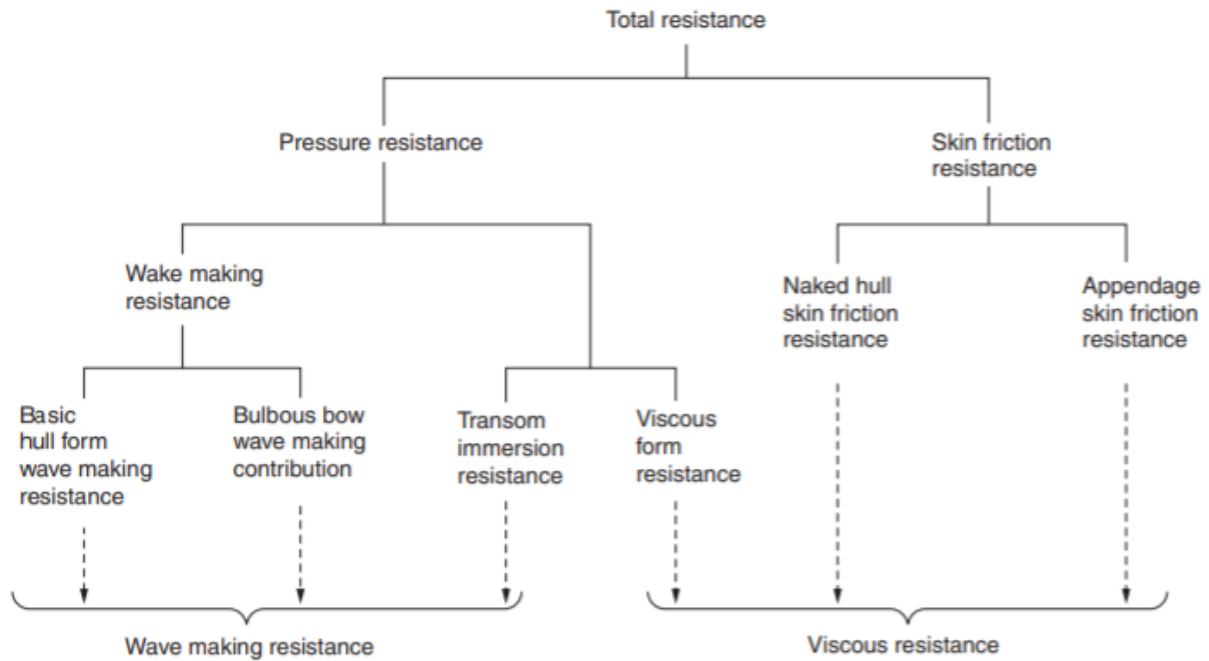 Total resistance
Pressure resistance
Skin friction
resistance
Wake making
resistance
Naked hull
skin friction
resistance
Appendage
skin friction
resistance
Basic
hull form
wave making
resistance
Bulbous bow
wave making
contribution
Transom
immersion
resistance
Viscous
form
resistance
Wave making resistance
Viscous resistance